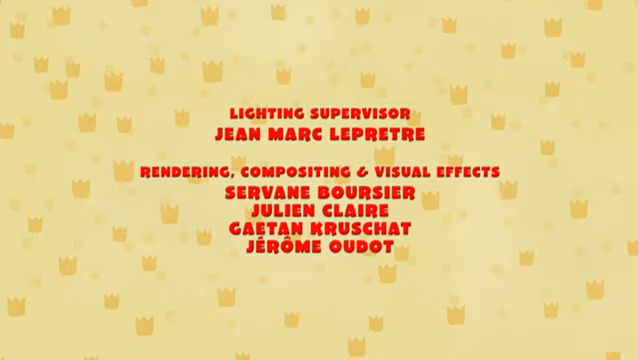 LIGHTING SUPERVISOR
JEAN MARC LEPRETRE
RENDERING, COMPOSITING & VISUAL EFFECTS
SERVANE BOURSIER
JULIEN CLAIRE
GAETAN KRUSCHAT
JÉRÔME OUDOT